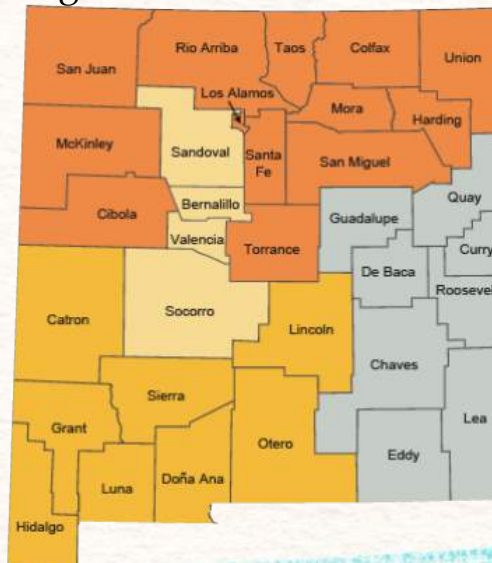 Rio Arriba
Taos
Colfax
Union
San Juan
Los Alamos
Mora
Harding
McKinley
Sandoval
Santa
Fe
San Miguel
Quay
Cibola
Bernalillo
Guadalupe
Valencia
Curry
Torrance
De Baca
Roosevel
Catron
Socorro
Lincoln
Chaves
Sierra
Grant
Lea
Otero
Eddy
Luna
Doña Ana
Hidalgo